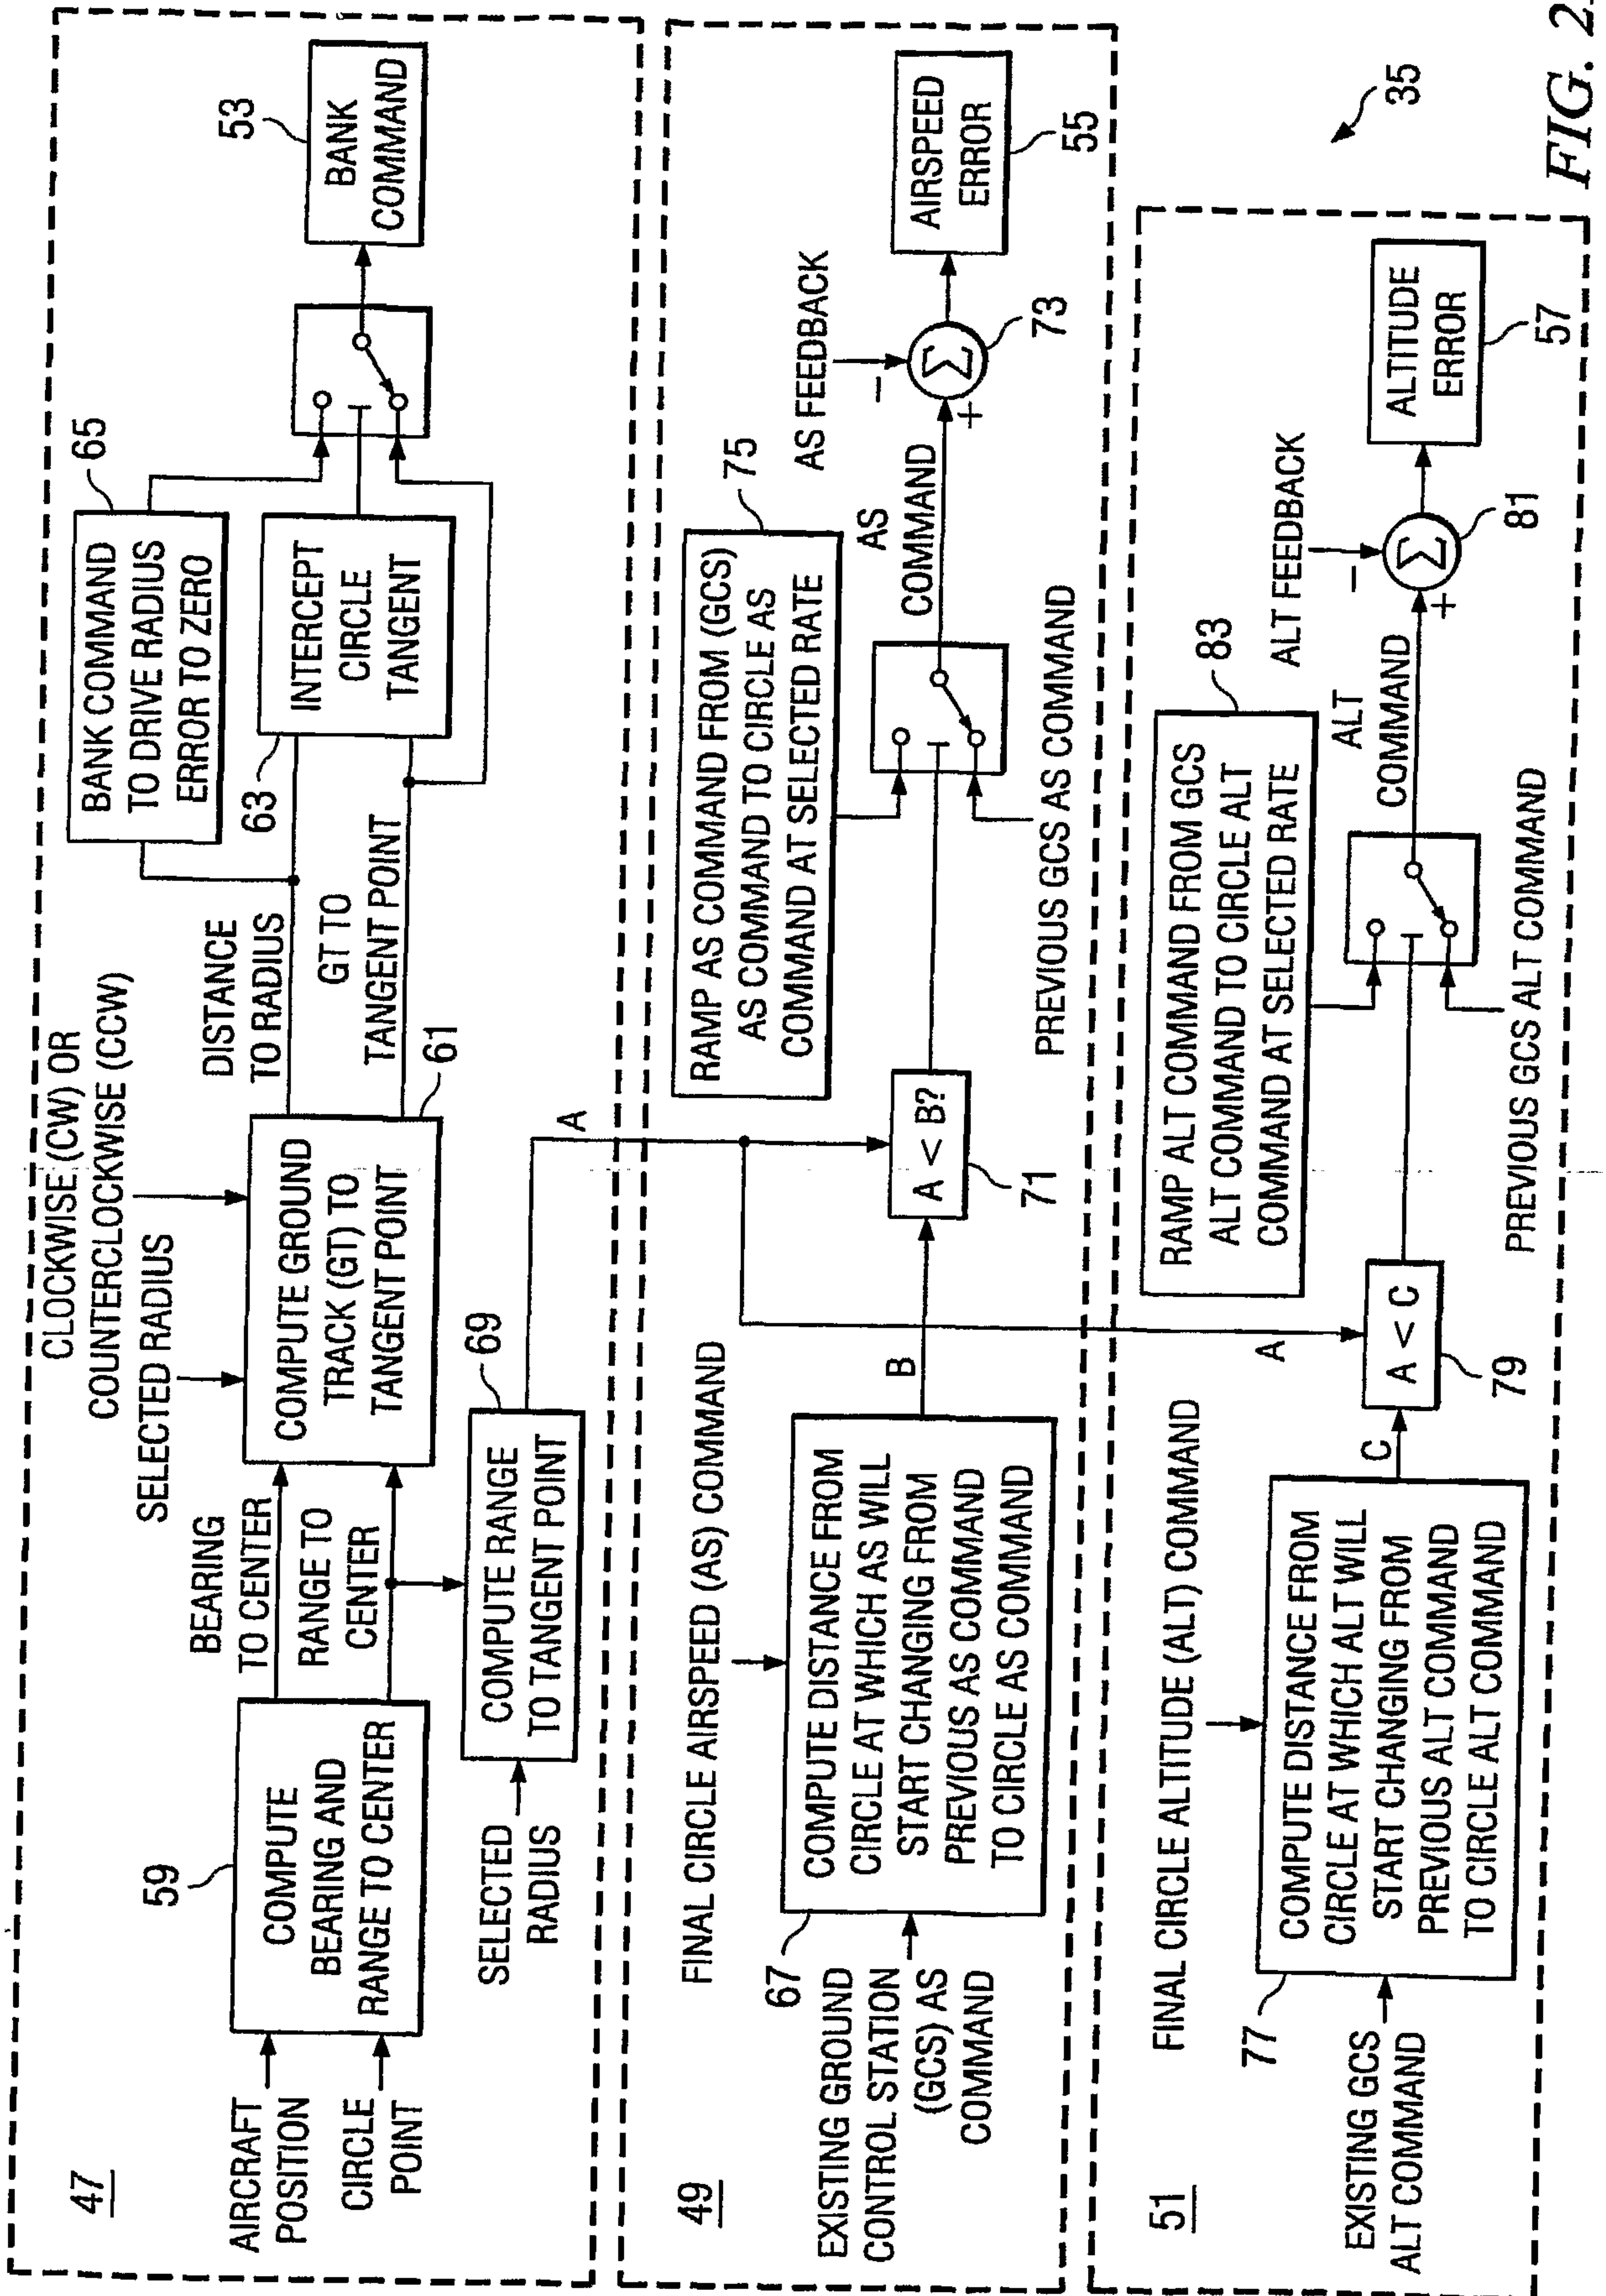 47
AIRCRAFT
POSITION
CIRCLE
POINT
59
COMPUTE
BEARING AND
RANGE TO CENTER
BEARING
TO CENTER
RANGE TO
CENTER
SELECTED RADIUS
CLOCKWISE (CW) OR
COUNTERCLOCKWISE (CCW)
COMPUTE GROUND
TRACK (GT) TO
TANGENT POINT
61
SELECTED
RADIUS
69
COMPUTE RANGE
TO TANGENT POINT
A
DISTANCE
TO RADIUS
GT TO
TANGENT POINT
65
BANK COMMAND
TO DRIVE RADIUS
ERROR TO ZERO
63
INTERCEPT
CIRCLE
TANGENT
53
BANK
COMMAND
49
FINAL CIRCLE AIRSPEED (AS) COMMAND
EXISTING GROUND
CONTROL STATION
(GCS) AS
COMMAND
67
COMPUTE DISTANCE FROM
CIRCLE AT WHICH AS WILL
START CHANGING FROM
PREVIOUS AS COMMAND
TO CIRCLE AS COMMAND
B
A < B?
71
75
RAMP AS COMMAND FROM (GCS)
AS COMMAND TO CIRCLE AS
COMMAND AT SELECTED RATE
PREVIOUS GCS AS COMMAND
AS
COMMAND
AS FEEDBACK
−
+
Σ
73
AIRSPEED
ERROR
55
51
FINAL CIRCLE ALTITUDE (ALT) COMMAND
EXISTING GCS
ALT COMMAND
77
COMPUTE DISTANCE FROM
CIRCLE AT WHICH ALT WILL
START CHANGING FROM
PREVIOUS ALT COMMAND
TO CIRCLE ALT COMMAND
C
A
A < C
79
83
RAMP ALT COMMAND FROM GCS
ALT COMMAND TO CIRCLE ALT
COMMAND AT SELECTED RATE
PREVIOUS GCS ALT COMMAND
ALT
COMMAND
ALT FEEDBACK
−
+
Σ
81
ALTITUDE
ERROR
57
35
FIG. 2